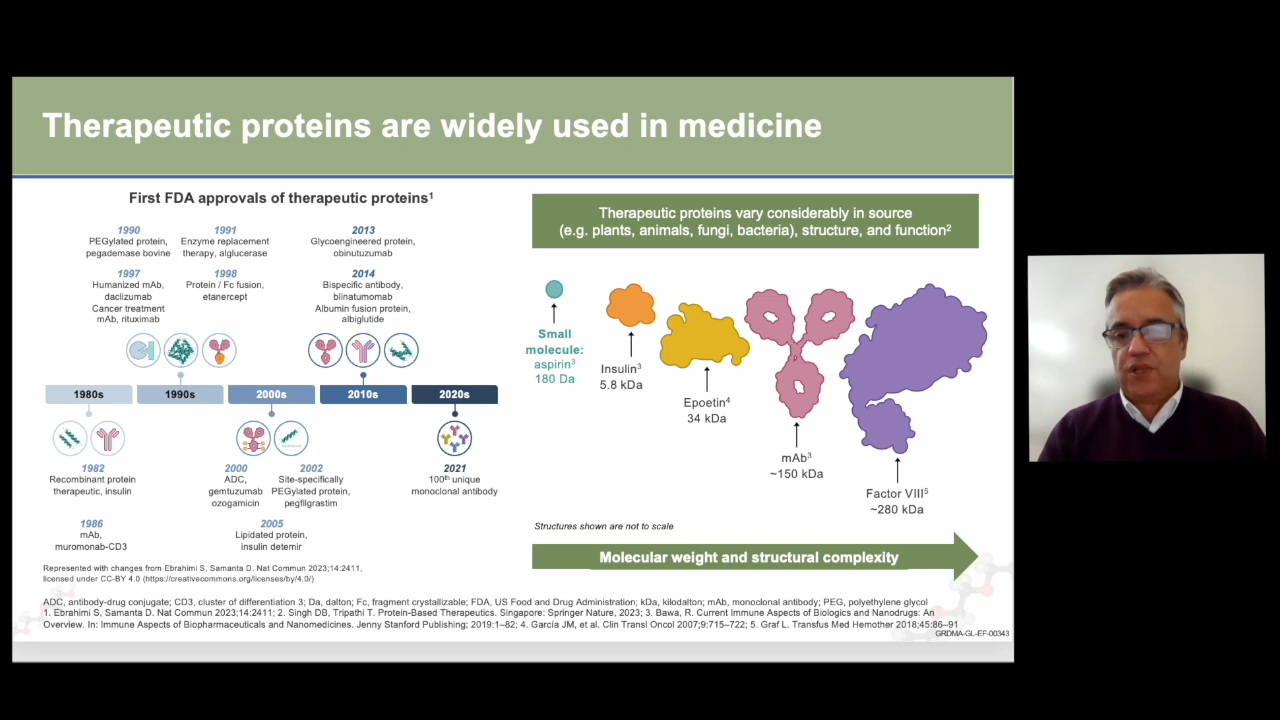 Therapeutic proteins are widely used in medicine
First FDA approvals of therapeutic proteins¹
1990
PEGylated protein,
pegademase bovine
1991
Enzyme replacement
therapy, alglucerase
1997
Humanized mAb,
daclizumab
Cancer treatment
mAb, rituximab
1998
Protein / Fc fusion,
etanercept
2013
Glycoengineered protein,
obinutuzumab
2014
Bispecific antibody,
blinatumomab
Albumin fusion protein,
albiglutide
1980s
1990s
2000s
2010s
2020s
1982
Recombinant protein
therapeutic, insulin
1986
mAb,
muromonab-CD3
2000
ADC,
gemtuzumab
ozogamicin
2002
Site-specifically
PEGylated protein,
pegfilgrastim
2005
Lipidated protein,
insulin detemir
2021
100th unique
monoclonal antibody
Represented with changes from Ebrahimi S, Samanta D. Nat Commun 2023;14:2411,
licensed under CC-BY 4.0 (https://creativecommons.org/licenses/by/4.0/)
Therapeutic proteins vary considerably in source
(e.g. plants, animals, fungi, bacteria), structure, and function²
Small
molecule:
aspirin³
180 Da
Insulin³
5.8 kDa
Epoetin⁴
34 kDa
mAb³
~150 kDa
Factor VIII⁵
~280 kDa
Structures shown are not to scale
Molecular weight and structural complexity
ADC, antibody-drug conjugate; CD3, cluster of differentiation 3; Da, dalton; Fc, fragment crystallizable; FDA, US Food and Drug Administration; kDa, kilodalton; mAb, monoclonal antibody; PEG, polyethylene glycol
1. Ebrahimi S, Samanta D. Nat Commun 2023;14:2411; 2. Singh DB, Tripathi T. Protein-Based Therapeutics. Singapore: Springer Nature, 2023; 3. Bawa, R. Current Immune Aspects of Biologics and Nanodrugs: An
Overview. In: Immune Aspects of Biopharmaceuticals and Nanomedicines. Jenny Stanford Publishing; 2019:1–82; 4. García JM, et al. Clin Transl Oncol 2007;9:715–722; 5. Graf L. Transfus Med Hemother 2018;45:86–91
GRDMA-GL-EF-00343